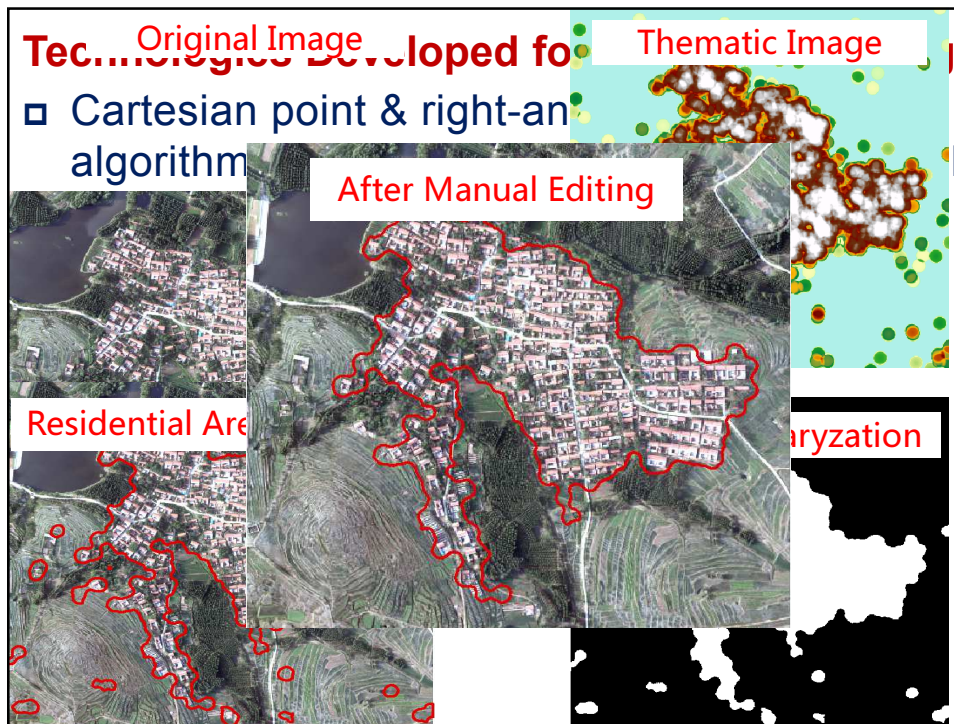 Original Image
Thematic Image
Technologies Developed fo
Cartesian point & right-an
algorithm
After Manual Editing
Residential Are
aryzation